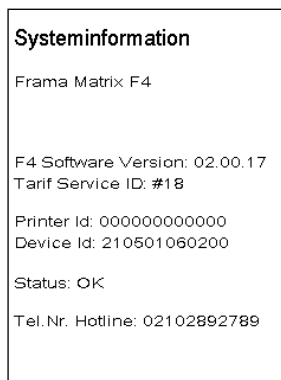 Systeminformation
Frama Matrix F4
F4 Software Version: 02.00.17
Tarif Service ID: #18
Printer Id: 000000000000
Device Id: 210501060200
Status: OK
Tel.Nr. Hotline: 02102892789